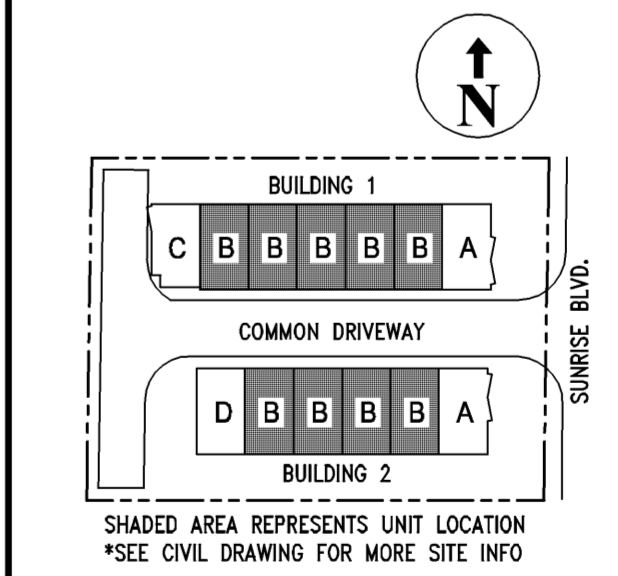 N
BUILDING 1
C B B B B B A
COMMON DRIVEWAY
SUNRISE BLVD.
D B B B B A
BUILDING 2
SHADED AREA REPRESENTS UNIT LOCATION
*SEE CIVIL DRAWING FOR MORE SITE INFO